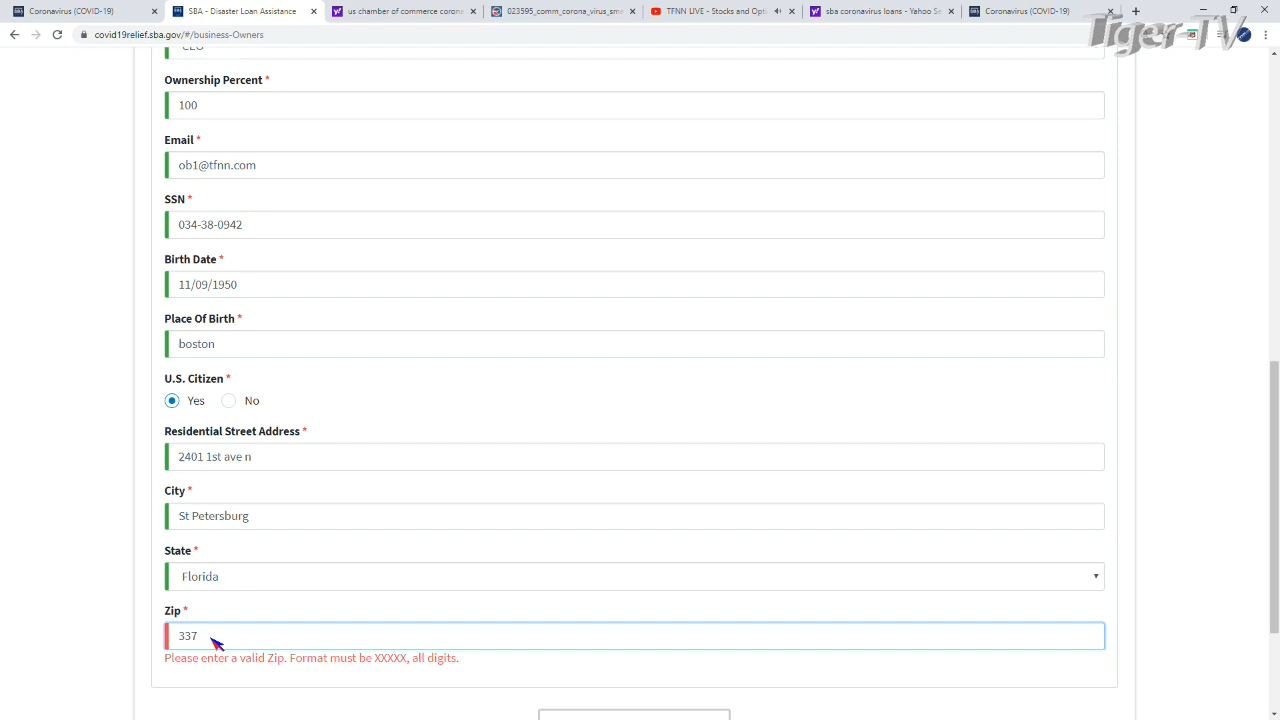 Coronavirus (COVID-19)
SBA - Disaster Loan Assistance
us chamber of commerce corona
023595_comm_corona_virus_sma
TFNN LIVE - Stocks and Opti
sba coronavirus loans - Yahoo Se
Coronavirus (COVID-19)
covid19relief.sba.gov/#/business-Owners
Tiger-TV
CEO
Ownership Percent *
100
Email *
ob1@tfnn.com
SSN *
034-38-0942
Birth Date *
11/09/1950
Place Of Birth *
boston
U.S. Citizen *
Yes No
Residential Street Address *
2401 1st ave n
City *
St Petersburg
State *
Florida
Zip *
337
Please enter a valid Zip. Format must be XXXXX, all digits.